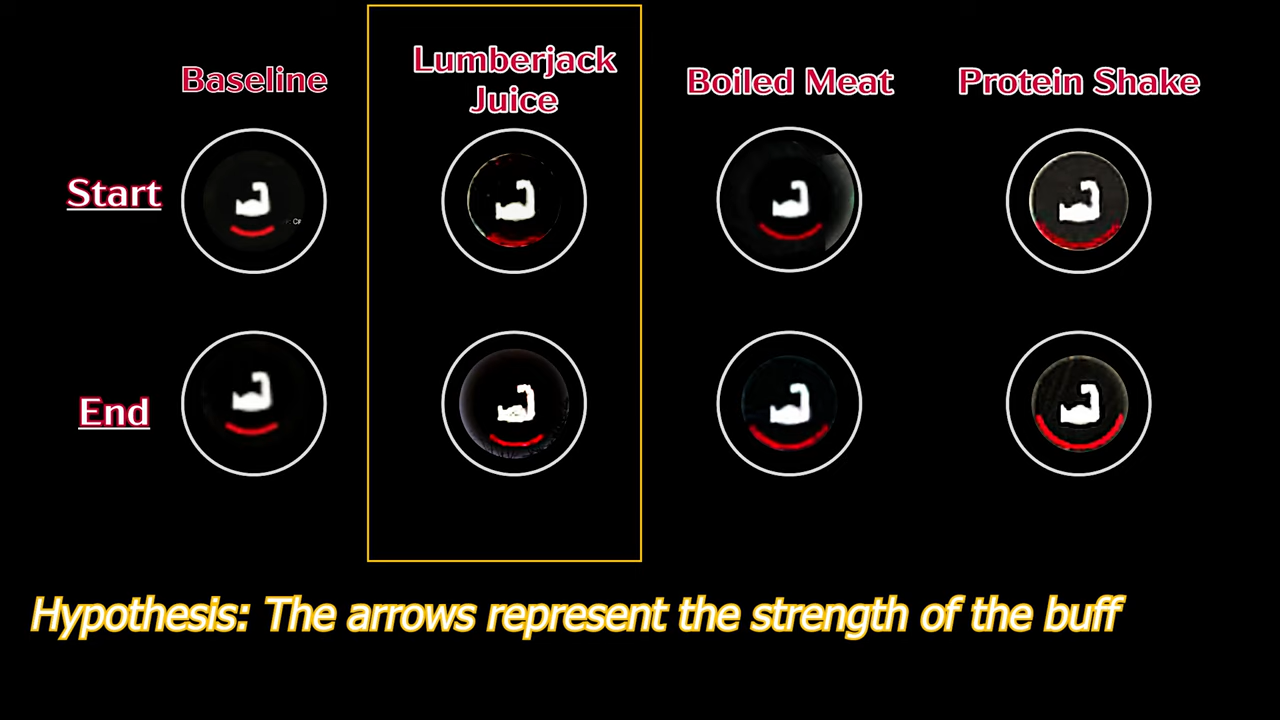 Baseline
Lumberjack
Juice
Boiled Meat
Protein Shake
Start
End
Hypothesis: The arrows represent the strength of the buff